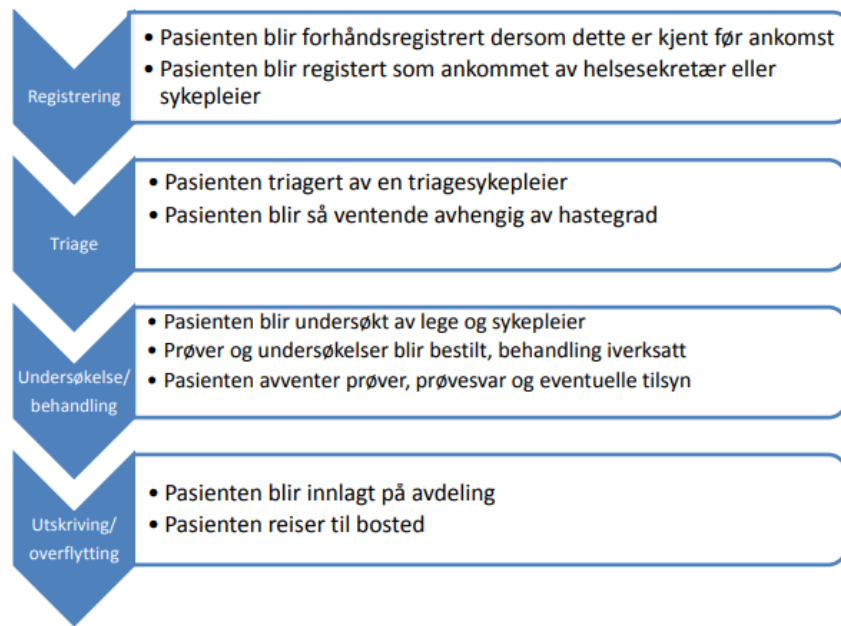 Registrering
• Pasienten blir forhåndsregistrert dersom dette er kjent før ankomst
• Pasienten blir registert som ankommet av helsesekretær eller
sykepleier
Triage
• Pasienten triagert av en triagesykepleier
• Pasienten blir så ventende avhengig av hastegrad
Undersøkelse/
behandling
• Pasienten blir undersøkt av lege og sykepleier
• Prøver og undersøkelser blir bestilt, behandling iverksatt
• Pasienten avventer prøver, prøvesvar og eventuelle tilsyn
Utskriving/
overflytting
• Pasienten blir innlagt på avdeling
• Pasienten reiser til bosted